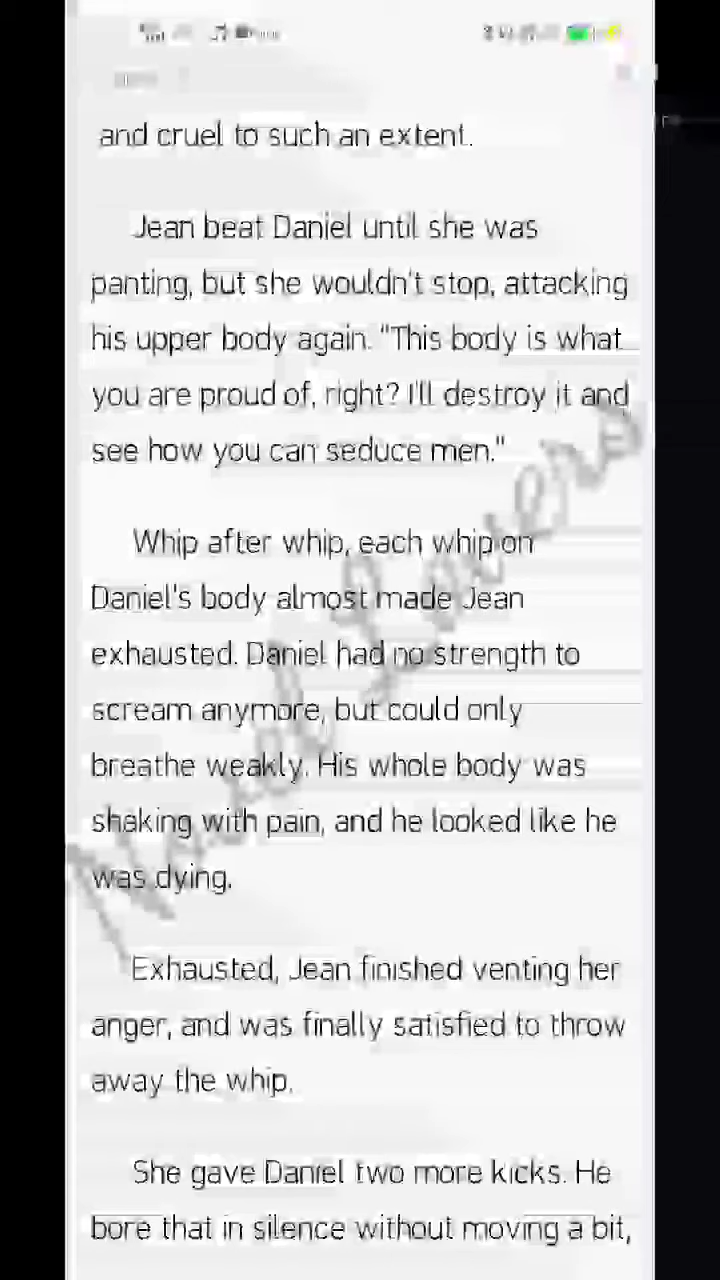 and cruel to such an extent.
Jean beat Daniel until she was
panting, but she wouldn't stop, attacking
his upper body again. "This body is what
you are proud of, right? I'll destroy it and
see how you can seduce men."
Whip after whip, each whip on
Daniel's body almost made Jean
exhausted. Daniel had no strength to
scream anymore, but could only
breathe weakly. His whole body was
shaking with pain, and he looked like he
was dying.
Exhausted, Jean finished venting her
anger, and was finally satisfied to throw
away the whip.
She gave Daniel two more kicks. He
bore that in silence without moving a bit,
Novel Lovers